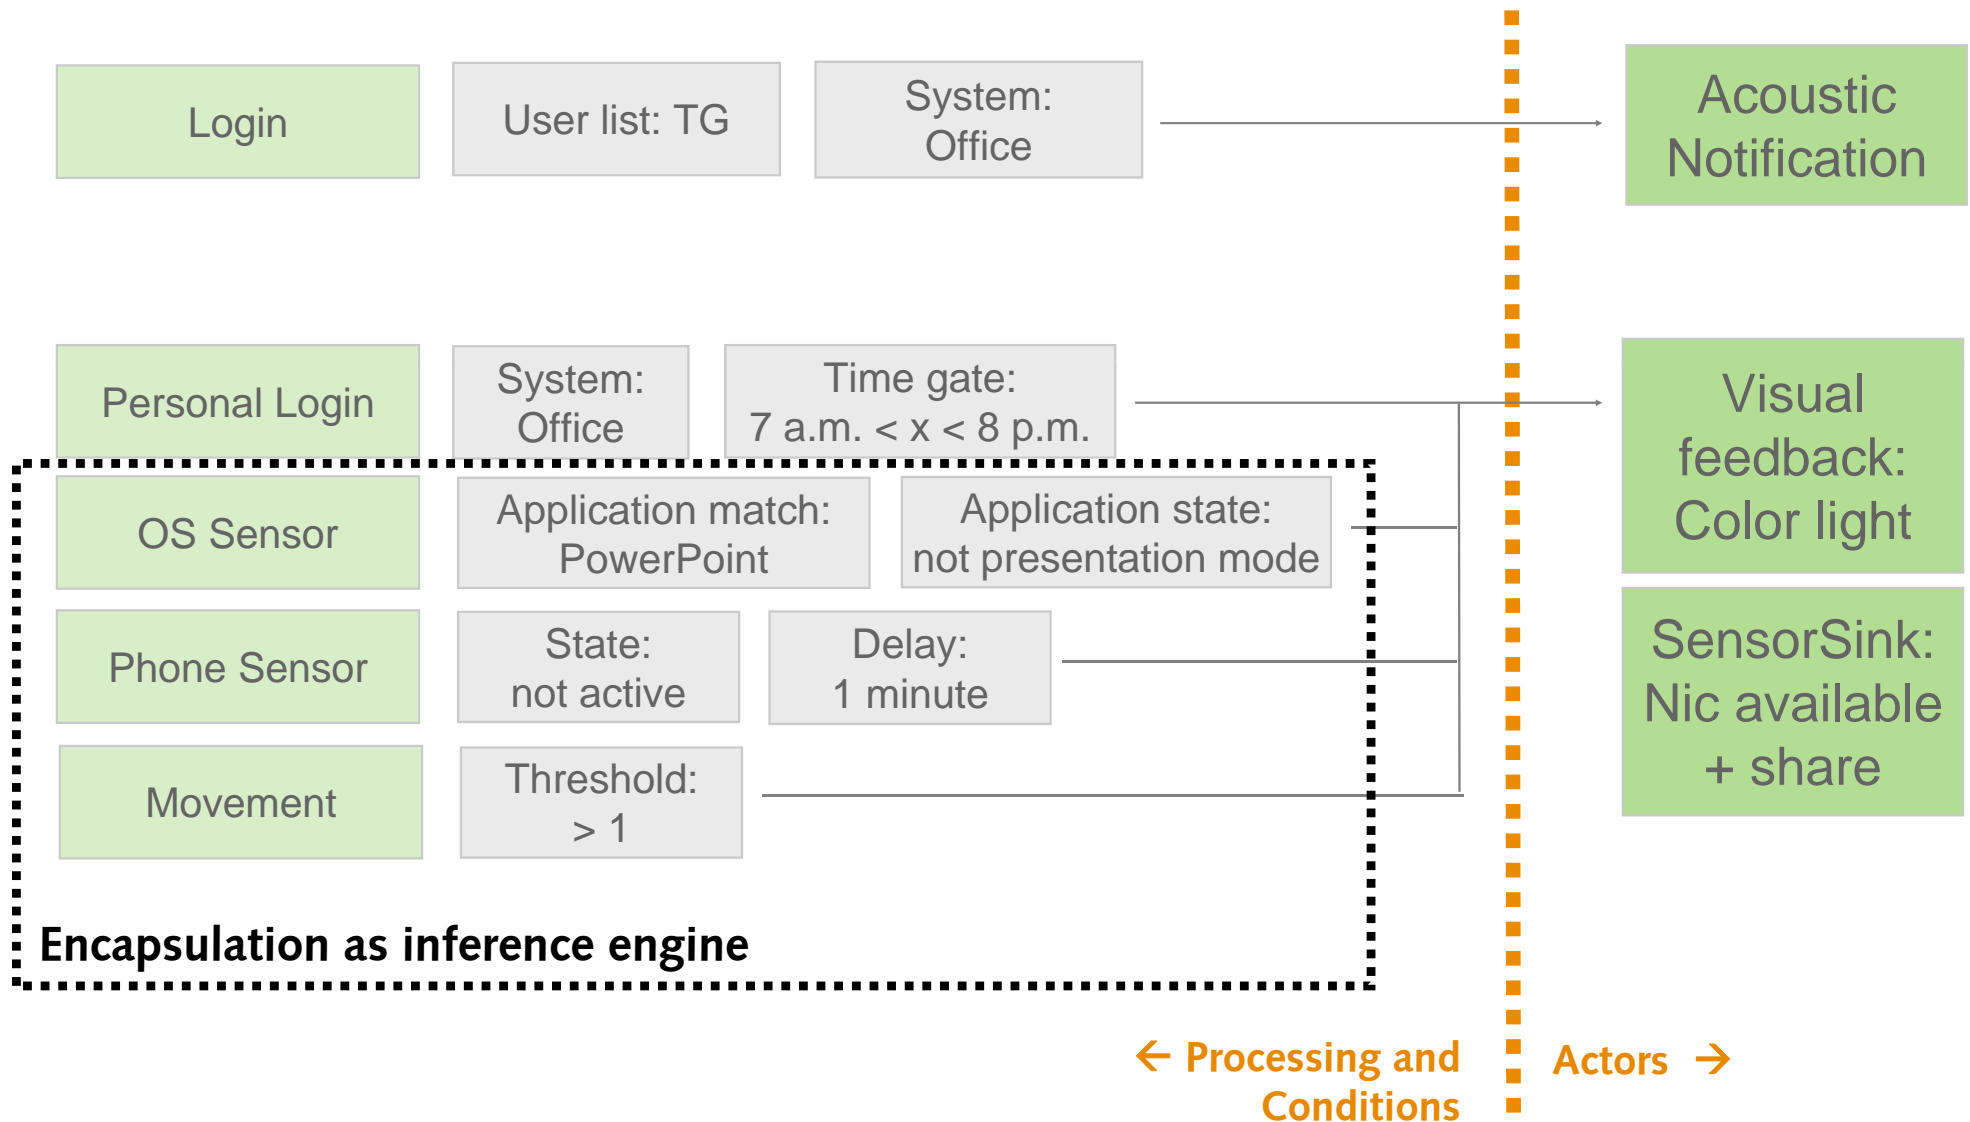 Login
User list: TG
System:
Office
Acoustic
Notification
Personal Login
System:
Office
Time gate:
7 a.m. < x < 8 p.m.
Visual
feedback:
Color light
OS Sensor
Application match:
PowerPoint
Application state:
not presentation mode
Phone Sensor
State:
not active
Delay:
1 minute
SensorSink:
Nic available
+ share
Movement
Threshold:
> 1
Encapsulation as inference engine
← Processing and
Conditions
Actors →